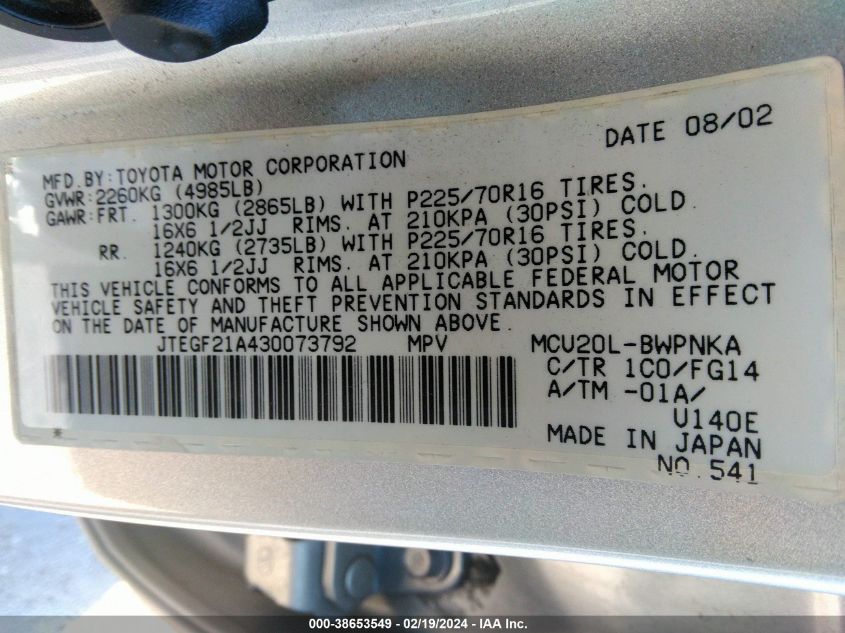 DATE 08/02
MFD.BY:TOYOTA MOTOR CORPORATION
GVWR:2260KG (4985LB)
GAWR:FRT. 1300KG (2865LB) WITH P225/70R16 TIRES.
16X6 1/2JJ RIMS. AT 210KPA (30PSI) COLD.
RR. 1240KG (2735LB) WITH P225/70R16 TIRES.
16X6 1/2JJ RIMS. AT 210KPA (30PSI) COLD.
THIS VEHICLE CONFORMS TO ALL APPLICABLE FEDERAL MOTOR
VEHICLE SAFETY AND THEFT PREVENTION STANDARDS IN EFFECT
ON THE DATE OF MANUFACTURE SHOWN ABOVE.
JTEGF21A430073792 MPV MCU20L-BWPNKA
C/TR 1C0/FG14
A/TM -01A/
U140E
MADE IN JAPAN
NO.541
000-38653549 - 02/19/2024 - IAA Inc.